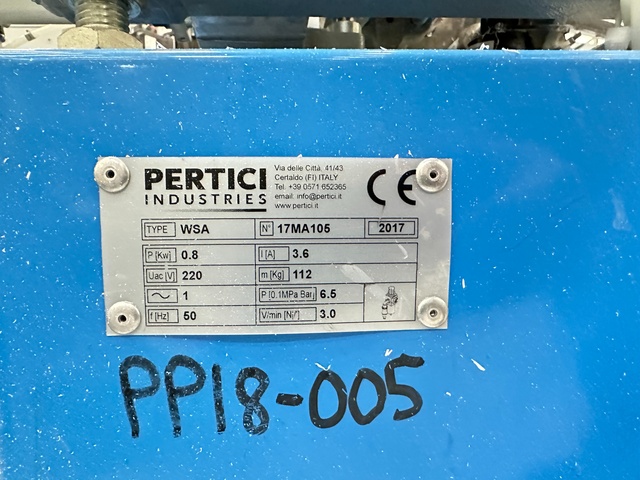 PERTICI
INDUSTRIES
Via delle Città, 41/43
Certaldo (FI) ITALY
Tel. +39 0571 652365
email: info@pertici.it
www.pertici.it
CE
TYPE WSA N° 17MA105 2017
P [Kw] 0.8 I [A] 3.6
Uac [V] 220 m [Kg] 112
~ 1 P [0.1MPa Bar] 6.5
f [Hz] 50 V/min [Nl/'] 3.0
PP18-005